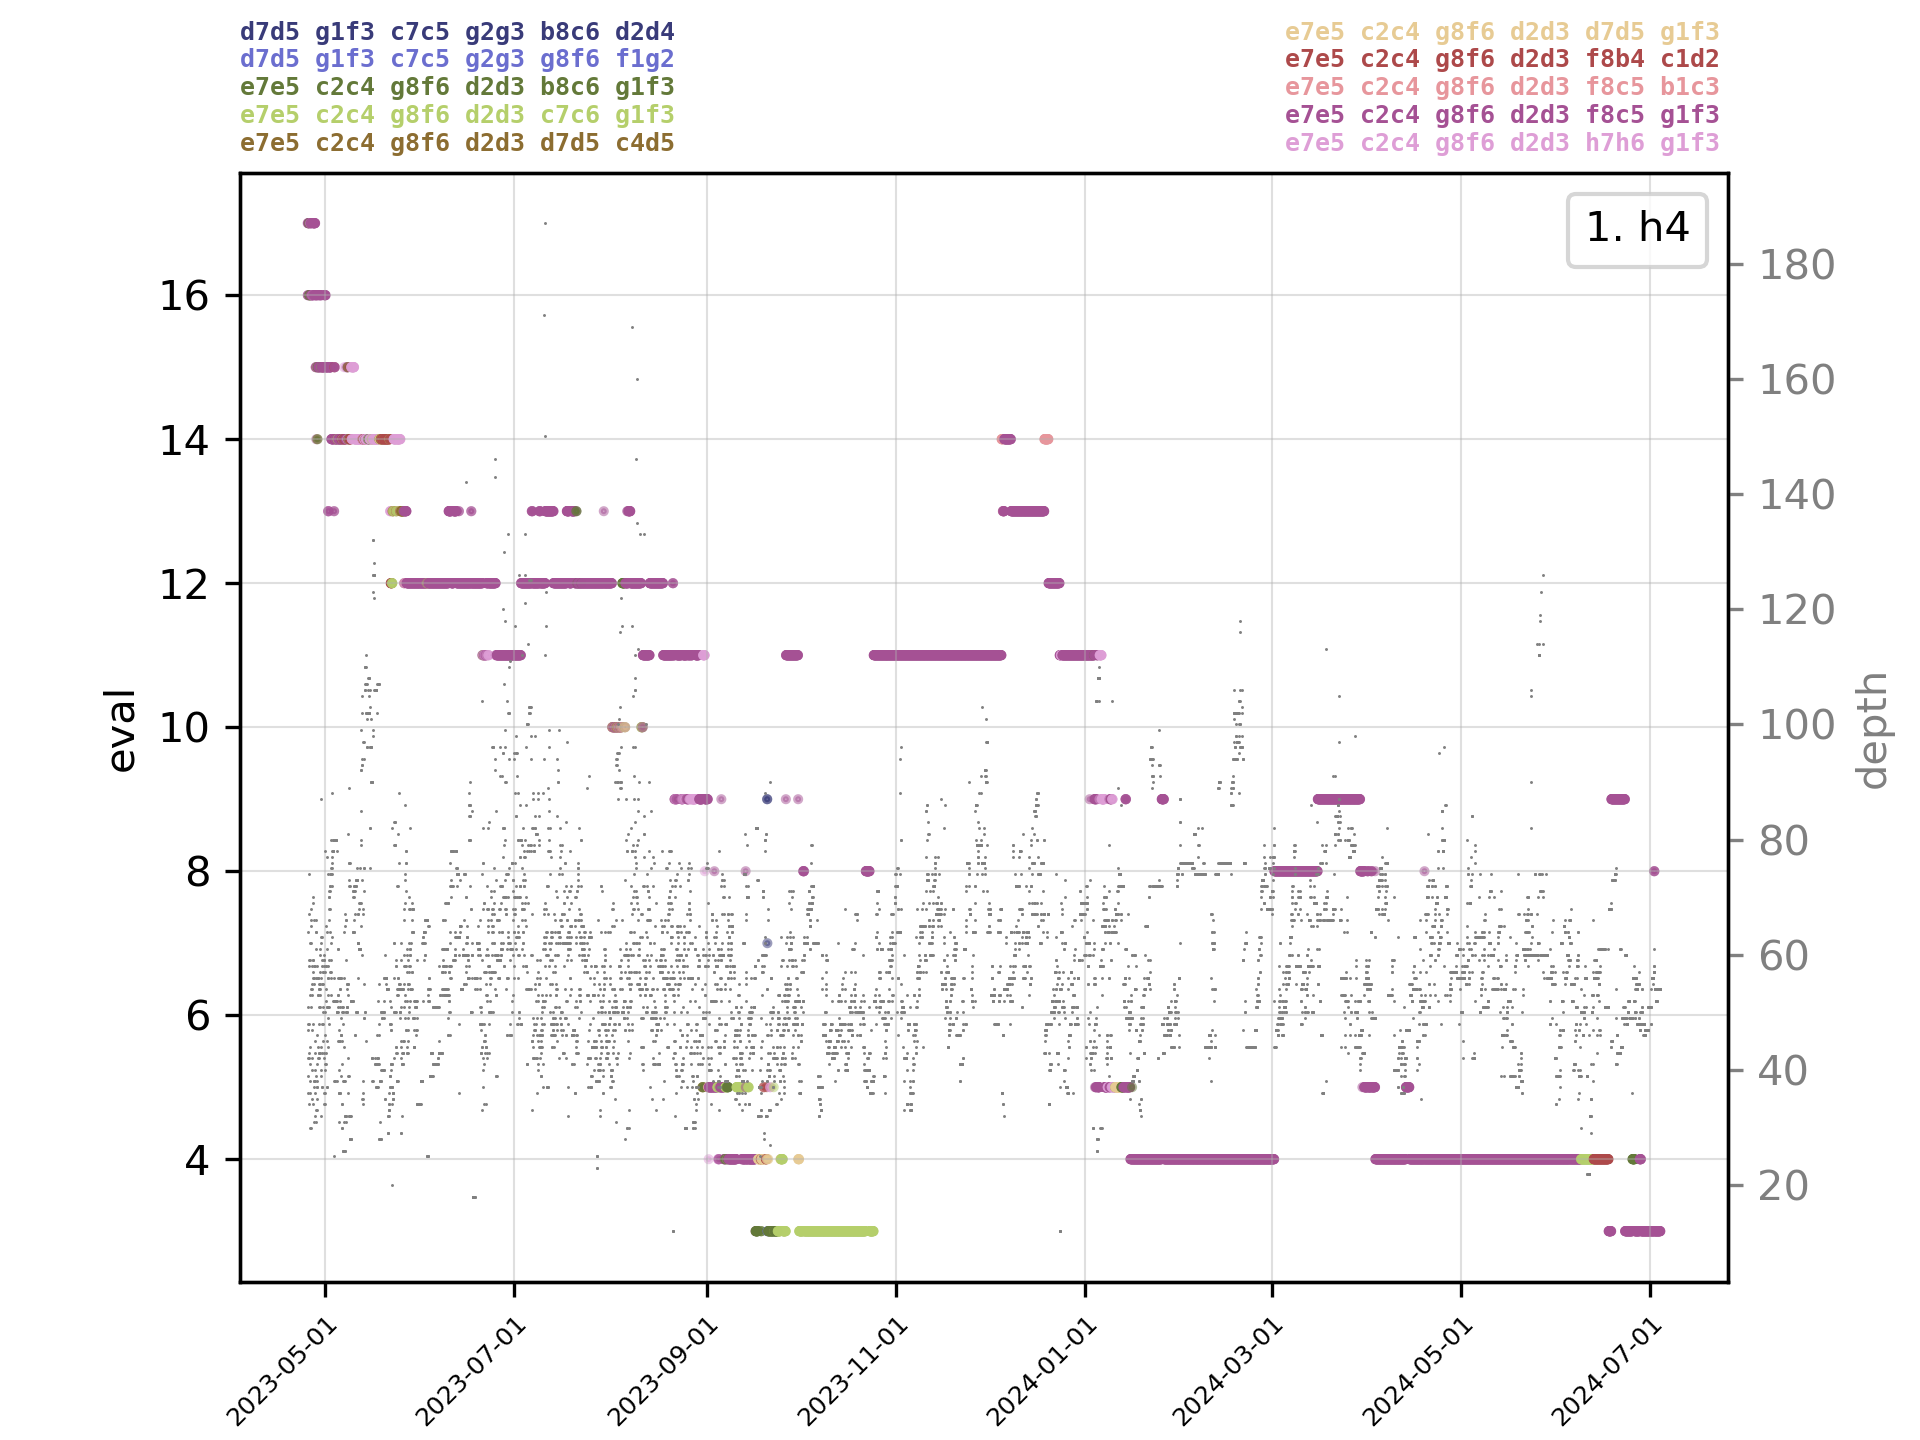 d7d5 g1f3 c7c5 g2g3 b8c6 d2d4
d7d5 g1f3 c7c5 g2g3 g8f6 f1g2
e7e5 c2c4 g8f6 d2d3 b8c6 g1f3
e7e5 c2c4 g8f6 d2d3 c7c6 g1f3
e7e5 c2c4 g8f6 d2d3 d7d5 c4d5
e7e5 c2c4 g8f6 d2d3 d7d5 g1f3
e7e5 c2c4 g8f6 d2d3 f8b4 c1d2
e7e5 c2c4 g8f6 d2d3 f8c5 b1c3
e7e5 c2c4 g8f6 d2d3 f8c5 g1f3
e7e5 c2c4 g8f6 d2d3 h7h6 g1f3
1. h4
eval
16
14
12
10
8
6
4
depth
180
160
140
120
100
80
60
40
20
2023-05-01
2023-07-01
2023-09-01
2023-11-01
2024-01-01
2024-03-01
2024-05-01
2024-07-01